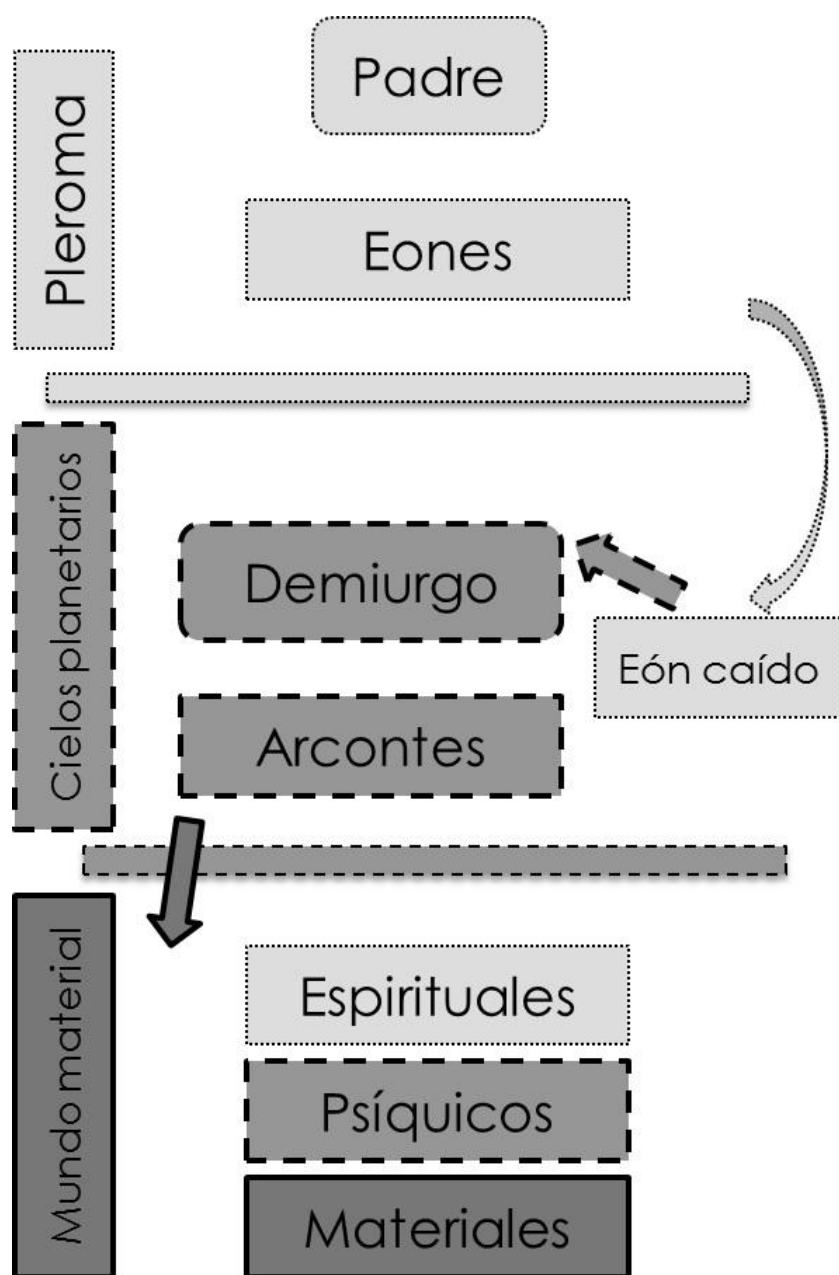 Pleroma
Padre
Eones
Cielos planetarios
Demiurgo
Eón caído
Arcontes
Mundo material
Espirituales
Psíquicos
Materiales